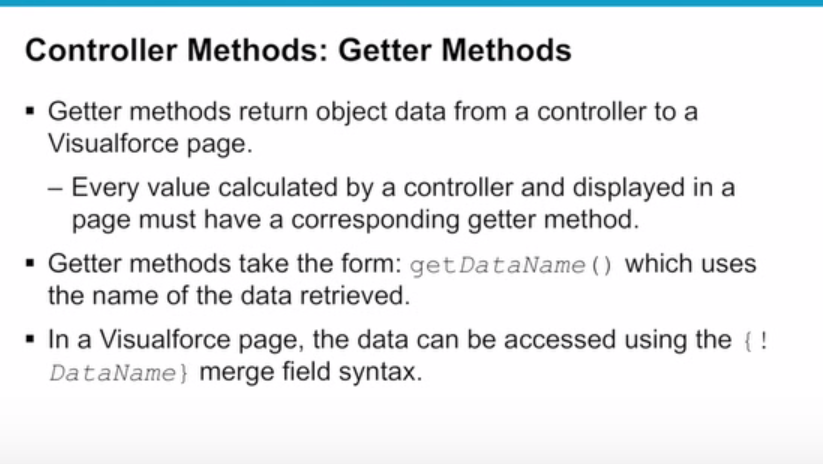 Controller Methods: Getter Methods
▪ Getter methods return object data from a controller to a
Visualforce page.
– Every value calculated by a controller and displayed in a
page must have a corresponding getter method.
▪ Getter methods take the form: getDataName() which uses
the name of the data retrieved.
▪ In a Visualforce page, the data can be accessed using the {!
DataName} merge field syntax.